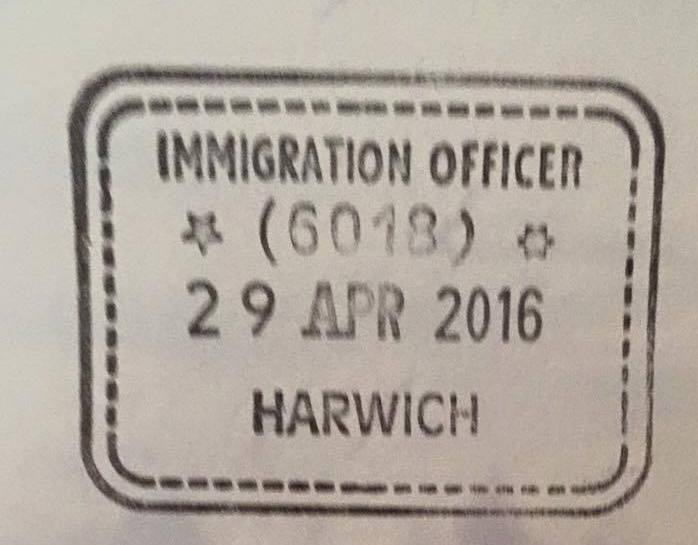 IMMIGRATION OFFICER
(6018)
29 APR 2016
HARWICH